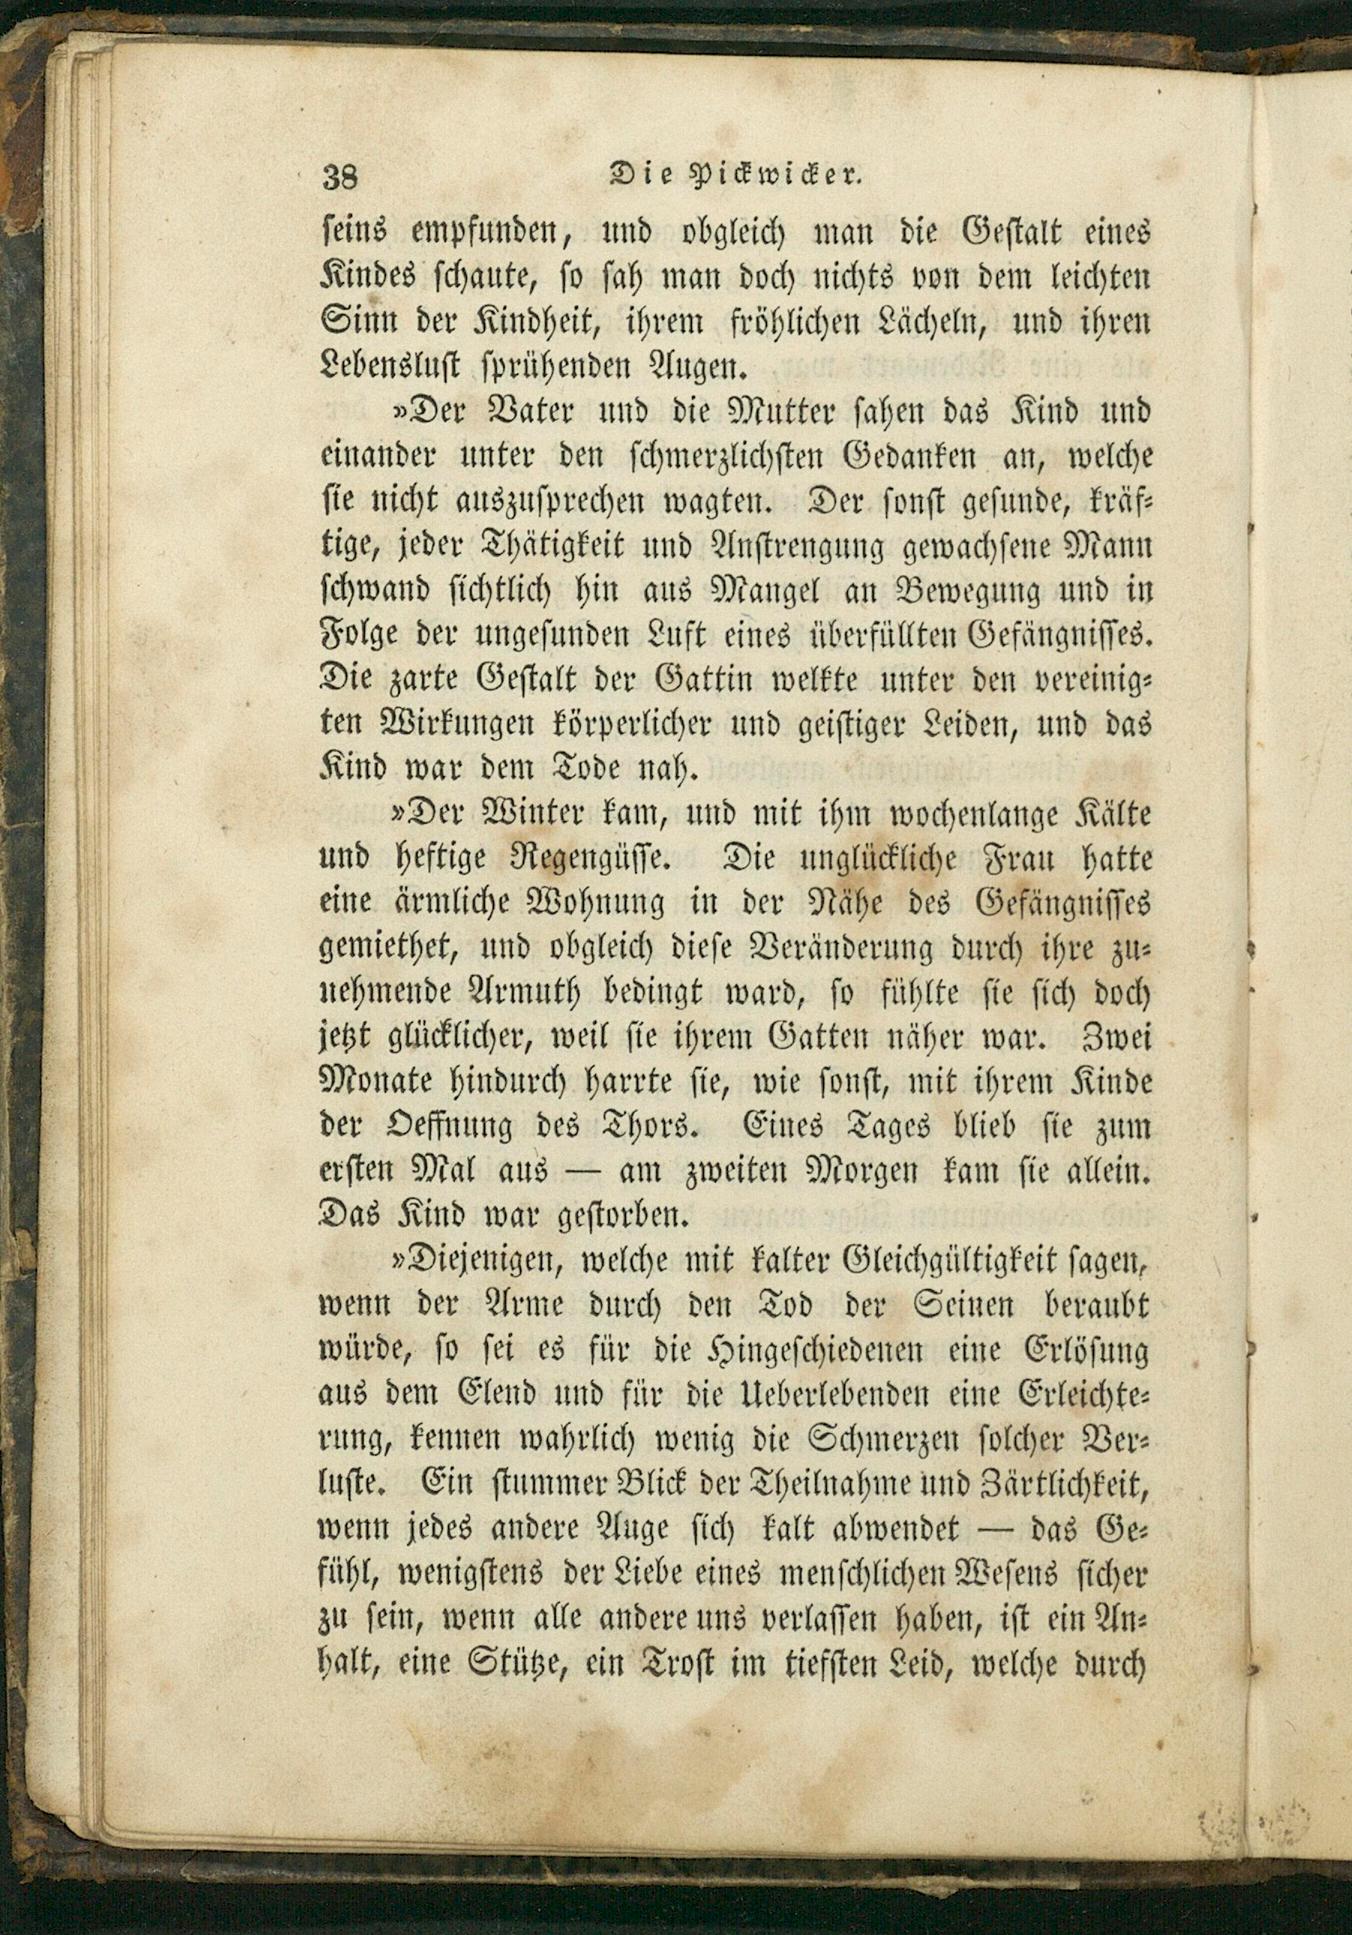 38 Die Pickwicker.
seins empfunden, und obgleich man die Gestalt eines
Kindes schaute, so sah man doch nichts von dem leichten
Sinn der Kindheit, ihrem fröhlichen Lächeln, und ihren
Lebenslust sprühenden Augen.
»Der Vater und die Mutter sahen das Kind und
einander unter den schmerzlichsten Gedanken an, welche
sie nicht auszusprechen wagten. Der sonst gesunde, kräf-
tige, jeder Thätigkeit und Anstrengung gewachsene Mann
schwand sichtlich hin aus Mangel an Bewegung und in
Folge der ungesunden Luft eines überfüllten Gefängnisses.
Die zarte Gestalt der Gattin welkte unter den vereinig-
ten Wirkungen körperlicher und geistiger Leiden, und das
Kind war dem Tode nah.
»Der Winter kam, und mit ihm wochenlange Kälte
und heftige Regengüsse. Die unglückliche Frau hatte
eine ärmliche Wohnung in der Nähe des Gefängnisses
gemiethet, und obgleich diese Veränderung durch ihre zu-
nehmende Armuth bedingt ward, so fühlte sie sich doch
jetzt glücklicher, weil sie ihrem Gatten näher war. Zwei
Monate hindurch harrte sie, wie sonst, mit ihrem Kinde
der Oeffnung des Thors. Eines Tages blieb sie zum
ersten Mal aus — am zweiten Morgen kam sie allein.
Das Kind war gestorben.
»Diejenigen, welche mit kalter Gleichgültigkeit sagen,
wenn der Arme durch den Tod der Seinen beraubt
würde, so sei es für die Hingeschiedenen eine Erlösung
aus dem Elend und für die Ueberlebenden eine Erleichte-
rung, kennen wahrlich wenig die Schmerzen solcher Ver-
luste. Ein stummer Blick der Theilnahme und Zärtlichkeit,
wenn jedes andere Auge sich kalt abwendet — das Ge-
fühl, wenigstens der Liebe eines menschlichen Wesens sicher
zu sein, wenn alle andere uns verlassen haben, ist ein An-
halt, eine Stütze, ein Trost im tiefsten Leid, welche durch